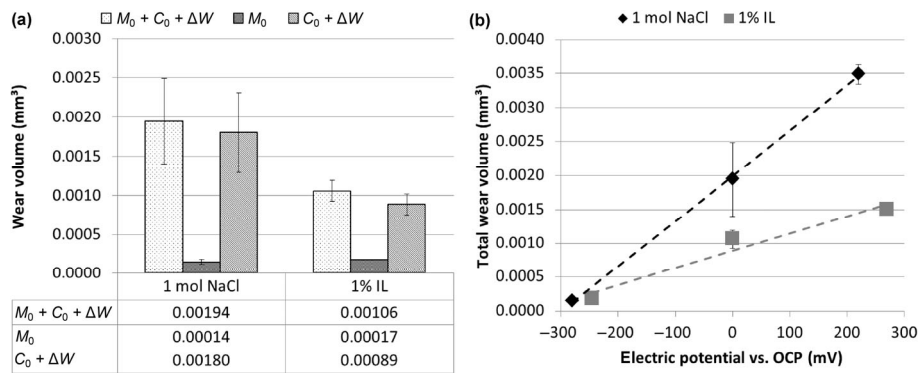 (a)
M₀ + C₀ + ΔW M₀ C₀ + ΔW
Wear volume (mm³)
0.0030
0.0025
0.0020
0.0015
0.0010
0.0005
0.0000
1 mol NaCl 1% IL
M₀ + C₀ + ΔW 0.00194 0.00106
M₀ 0.00014 0.00017
C₀ + ΔW 0.00180 0.00089
(b)
1 mol NaCl 1% IL
Total wear volume (mm³)
0.0040
0.0035
0.0030
0.0025
0.0020
0.0015
0.0010
0.0005
0.0000
–300 –200 –100 0 100 200 300
Electric potential vs. OCP (mV)